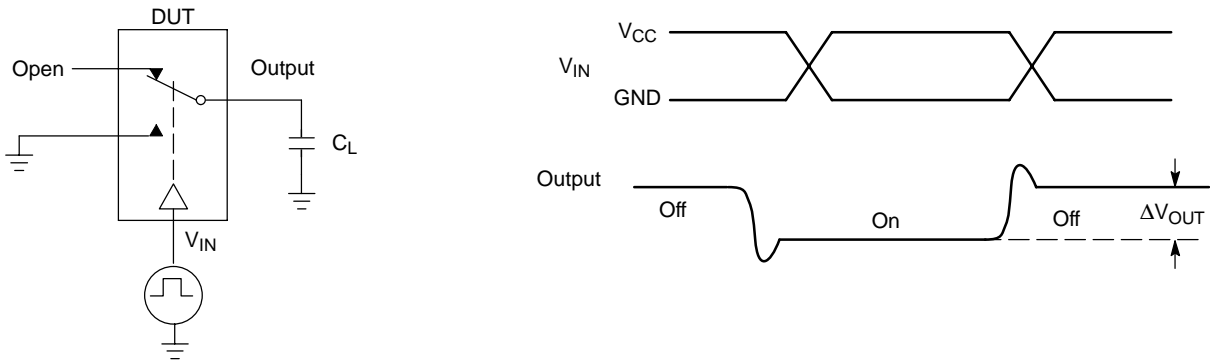 DUT
Open
Output
C_L
V_IN
V_CC
V_IN
GND
Output
Off
On
Off
ΔV_OUT